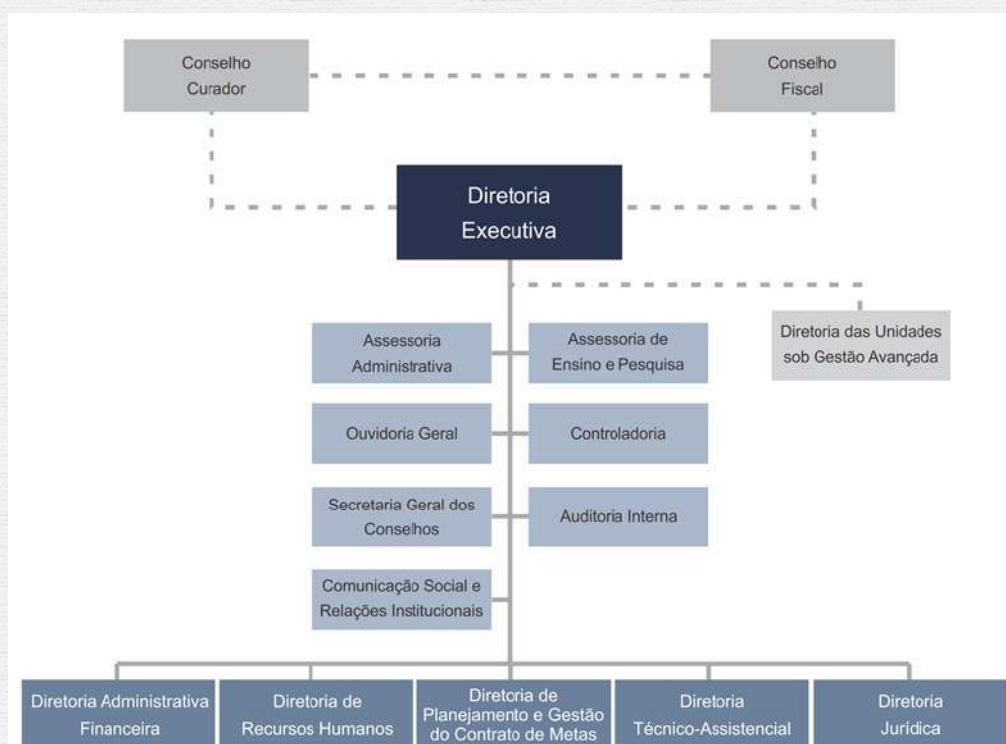 Conselho
Curador
Conselho
Fiscal
Diretoria
Executiva
Diretoria das Unidades
sob Gestão Avançada
Assessoria
Administrativa
Assessoria de
Ensino e Pesquisa
Ouvidoria Geral
Controladoria
Secretaria Geral dos
Conselhos
Auditoria Interna
Comunicação Social e
Relações Institucionais
Diretoria Administrativa
Financeira
Diretoria de
Recursos Humanos
Diretoria de
Planejamento e Gestão
do Contrato de Metas
Diretoria
Técnico-Assistencial
Diretoria
Jurídica